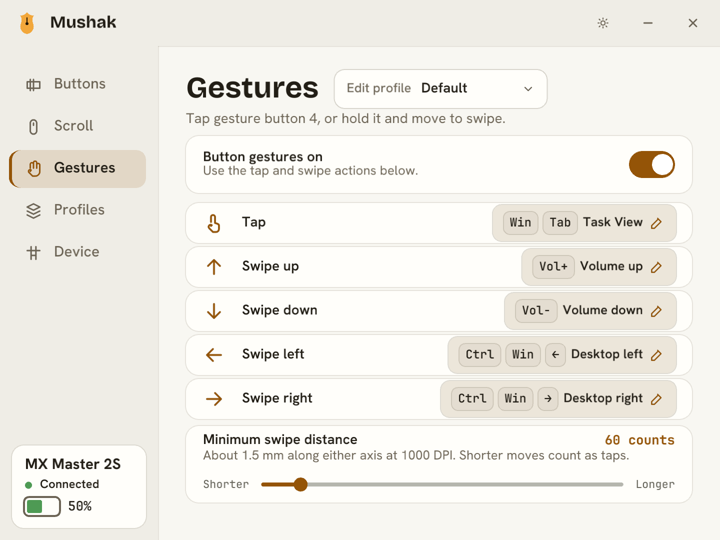 Mushak
Buttons
Scroll
Gestures
Profiles
Device
MX Master 2S
Connected
50%
Gestures
Edit profile Default
Tap gesture button 4, or hold it and move to swipe.
Button gestures on
Use the tap and swipe actions below.
Tap Win Tab Task View
Swipe up Vol+ Volume up
Swipe down Vol- Volume down
Swipe left Ctrl Win ← Desktop left
Swipe right Ctrl Win → Desktop right
Minimum swipe distance 60 counts
About 1.5 mm along either axis at 1000 DPI. Shorter moves count as taps.
Shorter Longer